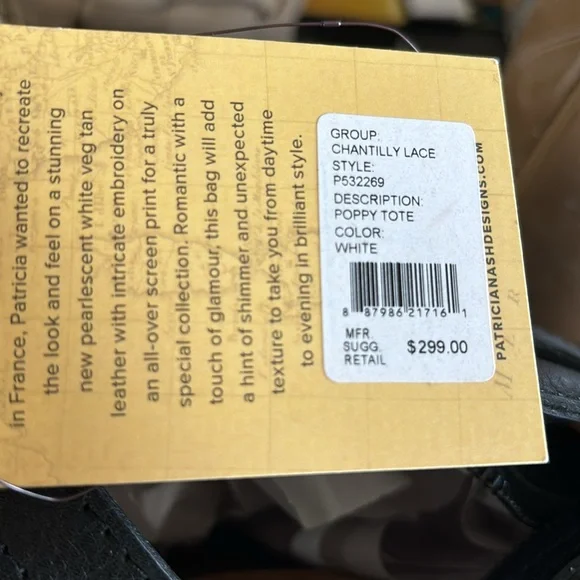 in France, Patricia wanted to recreate
the look and feel on a stunning
new pearlescent white veg tan
leather with intricate embroidery on
an all-over screen print for a truly
special collection. Romantic with a
touch of glamour, this bag will add
a hint of shimmer and unexpected
texture to take you from daytime
to evening in brilliant style.
GROUP:
CHANTILLY LACE
STYLE:
P532269
DESCRIPTION:
POPPY TOTE
COLOR:
WHITE
8 87986 21716 1
MFR.
SUGG. $299.00
RETAIL
PATRICIANASHDESIGNS.COM